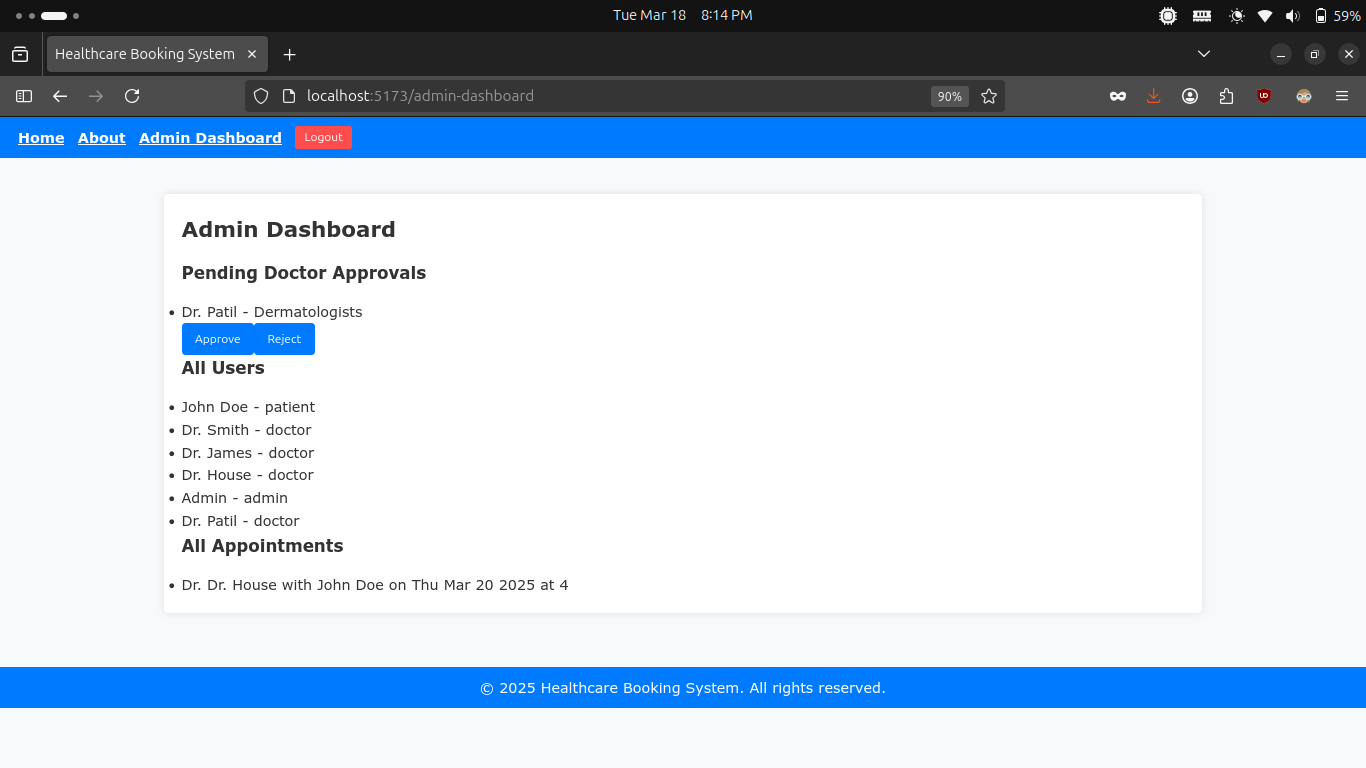 Tue Mar 18 8:14 PM
59%
Healthcare Booking System
localhost:5173/admin-dashboard
90%
UD
Home About Admin Dashboard Logout
Admin Dashboard
Pending Doctor Approvals
• Dr. Patil - Dermatologists
Approve Reject
All Users
• John Doe - patient
• Dr. Smith - doctor
• Dr. James - doctor
• Dr. House - doctor
• Admin - admin
• Dr. Patil - doctor
All Appointments
• Dr. Dr. House with John Doe on Thu Mar 20 2025 at 4
© 2025 Healthcare Booking System. All rights reserved.